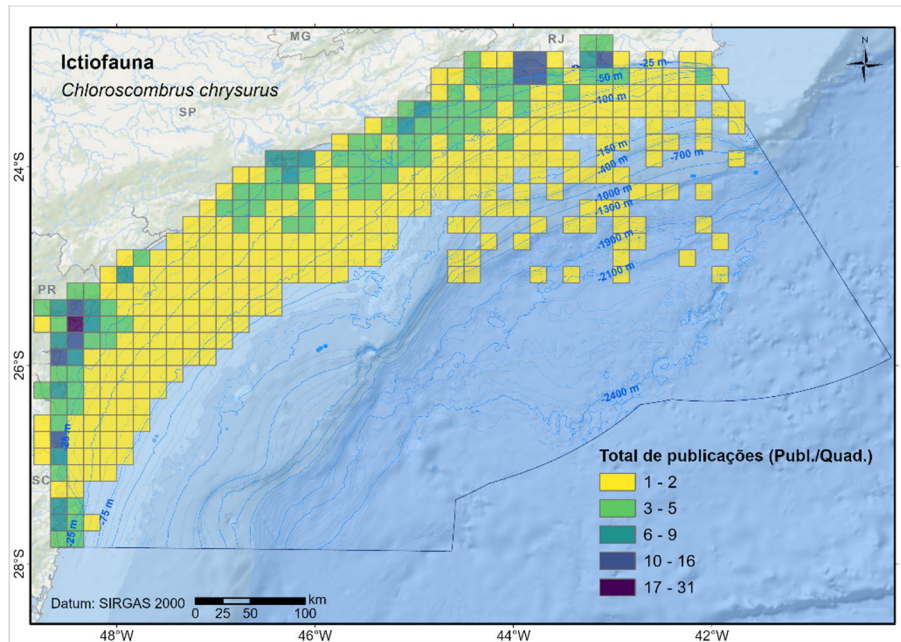 Ictiofauna
Chloroscombrus chrysurus
MG
RJ
SP
PR
SC
N
24°S
26°S
28°S
48°W
46°W
44°W
42°W
-25 m
-50 m
-100 m
-150 m
-400 m
-700 m
-1000 m
-1300 m
-1900 m
-2100 m
-2400 m
-25 m
-75 m
-25 m
Total de publicações (Publ./Quad.)
1 - 2
3 - 5
6 - 9
10 - 16
17 - 31
Datum: SIRGAS 2000
km
0 25 50 100